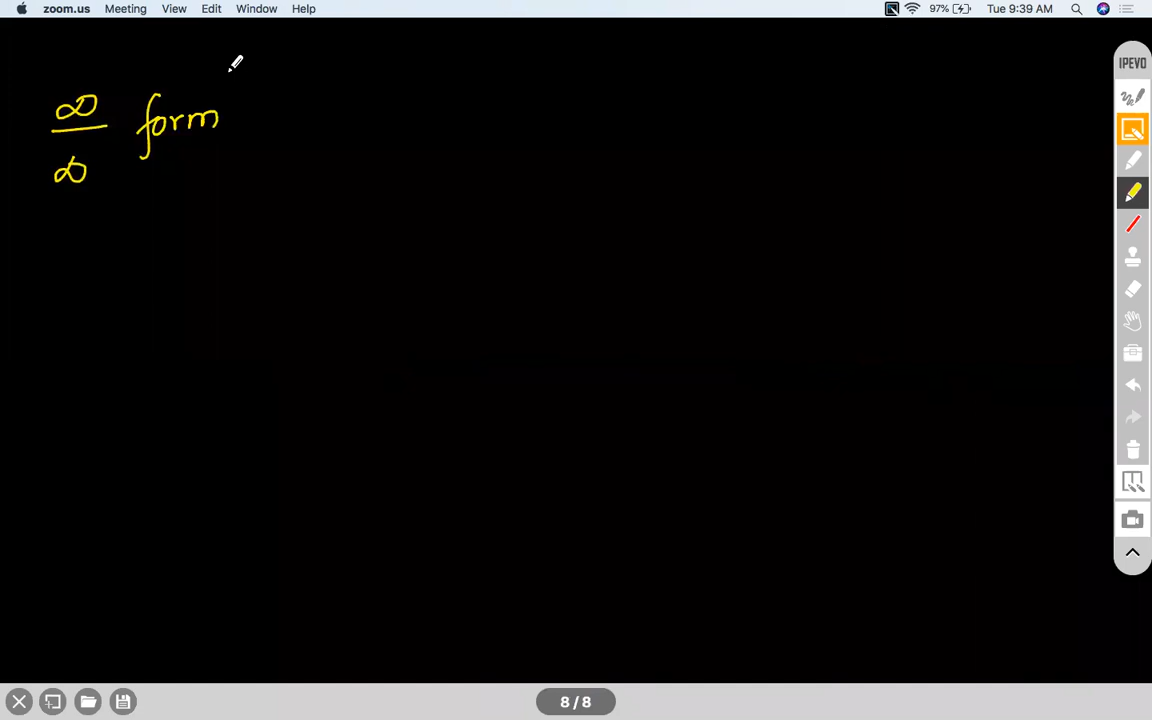 zoom.us Meeting View Edit Window Help 97% Tue 9:39 AM
IPEVO
∞/∞ form
8 / 8